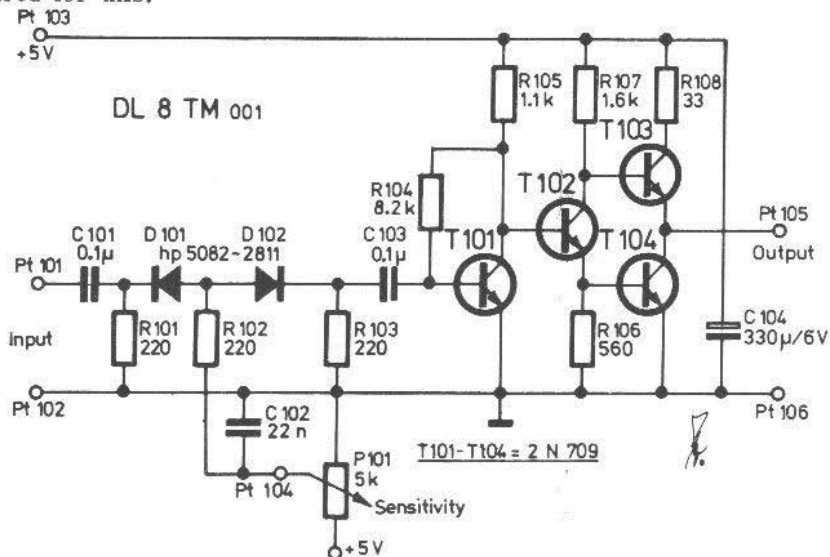 Pt 103
+5V
DL 8 TM 001
R105
1.1k
R107
1.6k
R108
33
T103
R104
8.2k
T102
C101
0.1µ
D101
D102
hp 5082-2811
C103
0.1µ
T101
T104
Pt 105
Output
Pt 101
Input
R101
220
R102
220
R103
220
R106
560
C104
330µ/6V
Pt 102
Pt 106
C102
22n
T101-T104 = 2 N 709
P101
5k
Pt 104
Sensitivity
+5V